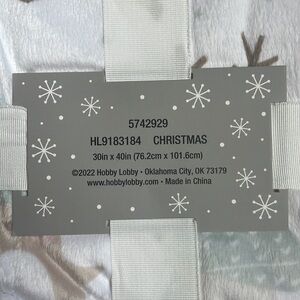 5742929
HL9183184 CHRISTMAS
30in x 40in (76.2cm x 101.6cm)
©2022 Hobby Lobby • Oklahoma City, OK 73179
www.hobbylobby.com • Made in China